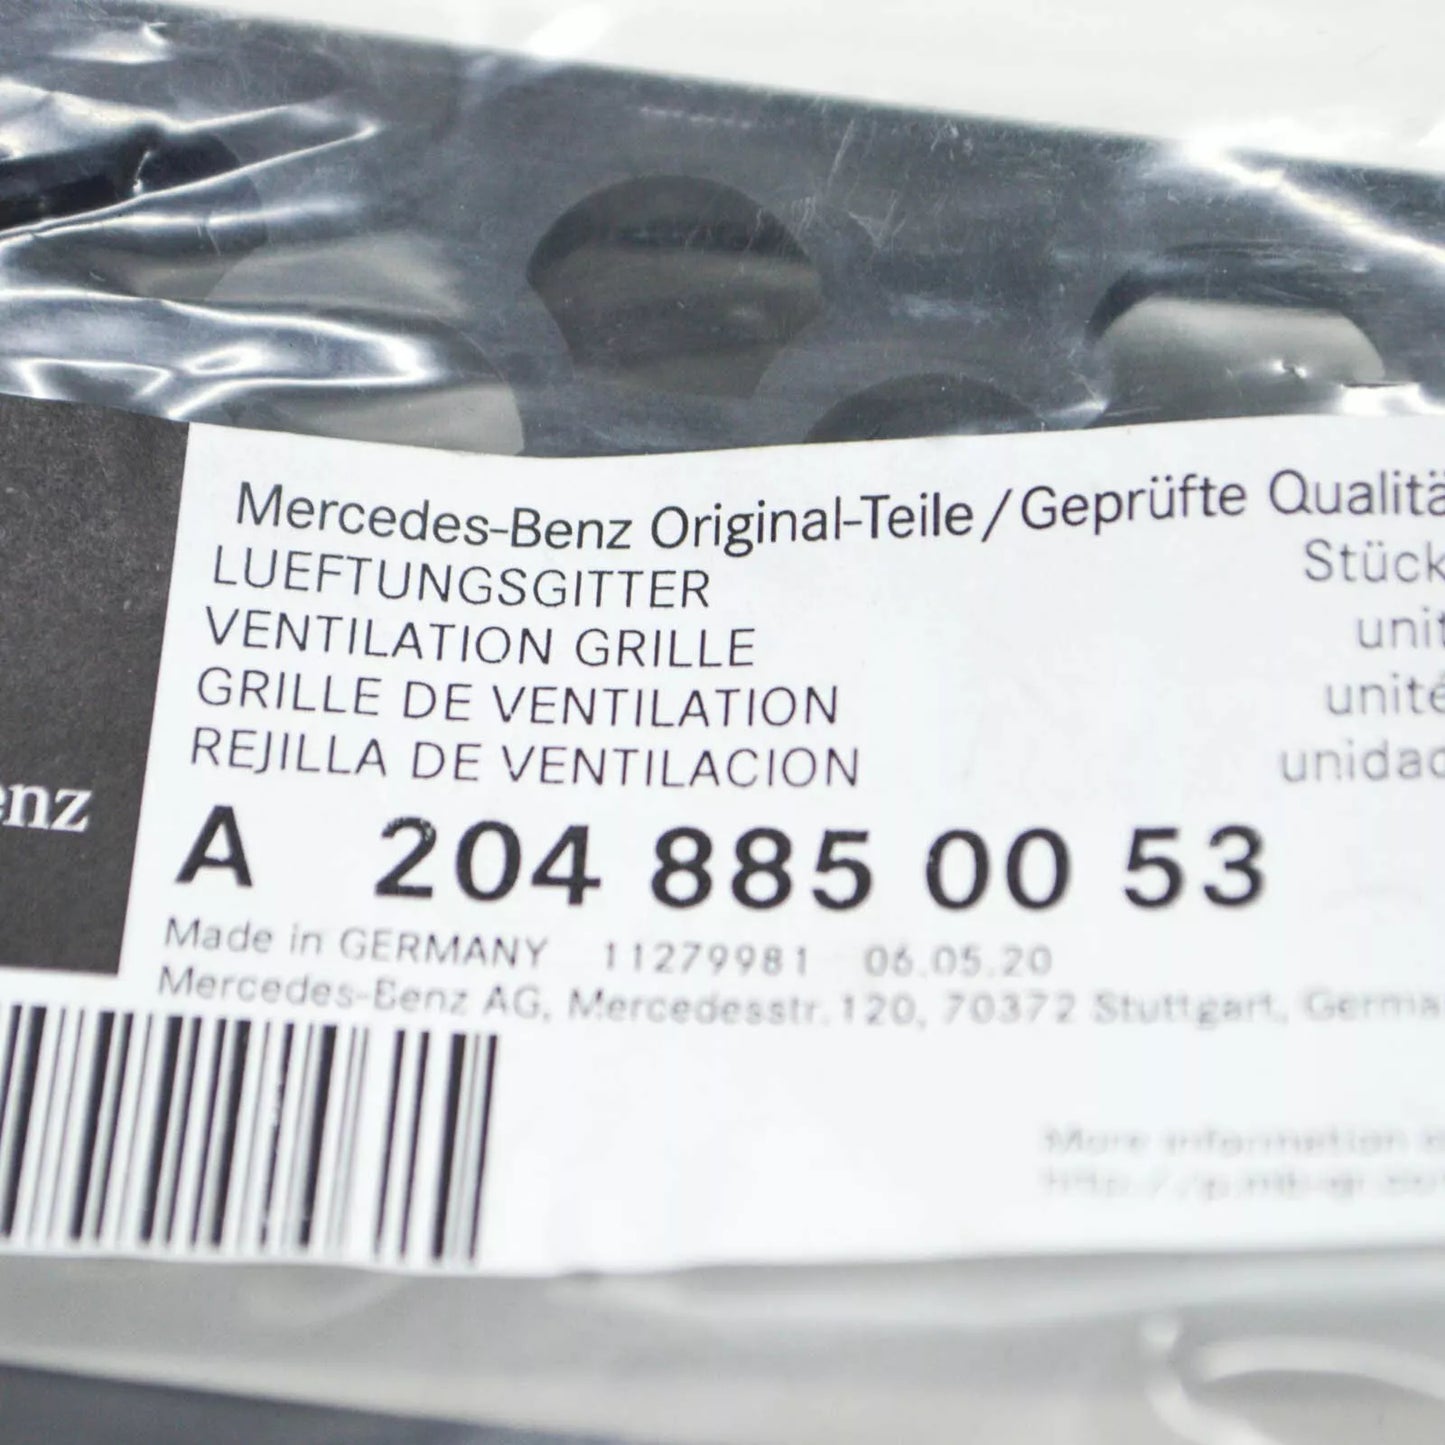 Mercedes-Benz Original-Teile/Geprüfte Qualitä
LUEFTUNGSGITTER
Stück
VENTILATION GRILLE
unit
GRILLE DE VENTILATION
unité
REJILLA DE VENTILACION
unidad
enz
A 204 885 00 53
Made in GERMANY 11279981 06.05.20
Mercedes-Benz AG, Mercedesstr. 120, 70372 Stuttgart, Germa
More information